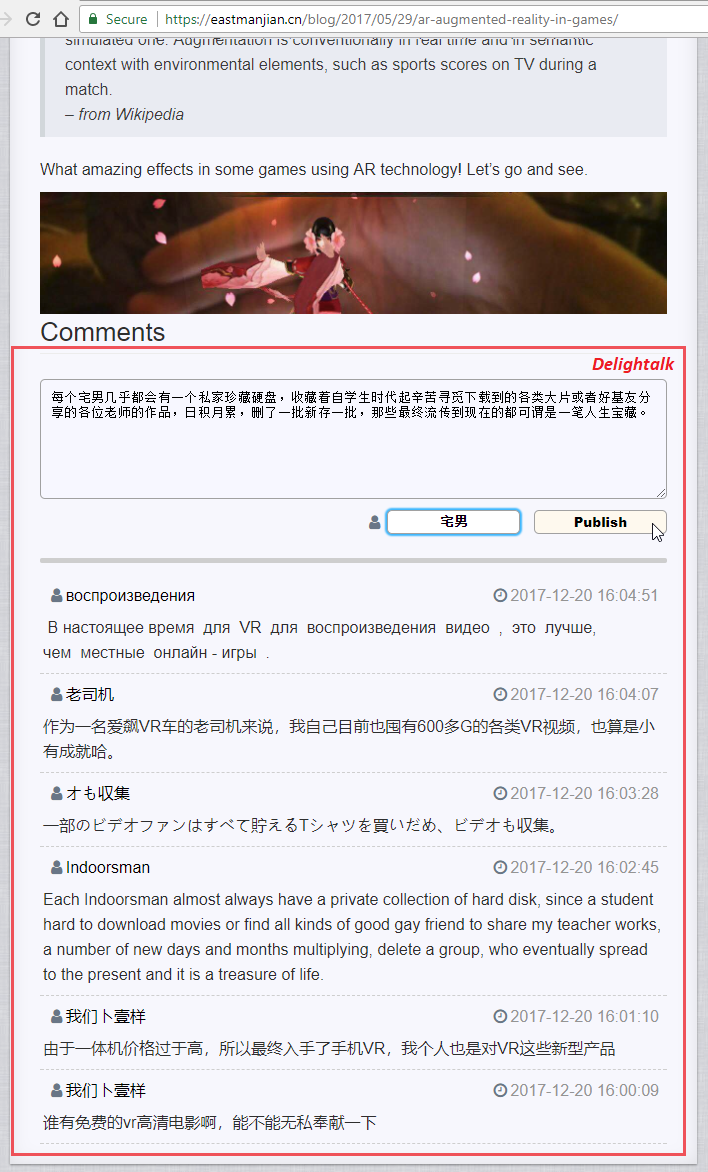 Secure | https://eastmanjian.cn/blog/2017/05/29/ar-augmented-reality-in-games/
simulated one. Augmentation is conventionally in real time and in semantic
context with environmental elements, such as sports scores on TV during a
match.
– from Wikipedia
What amazing effects in some games using AR technology! Let's go and see.
Comments
Delightalk
每个宅男几乎都会有一个私家珍藏硬盘，收藏着自学生时代起辛苦寻觅下载到的各类大片或者好基友分
享的各位老师的作品，日积月累，删了一批新存一批，那些最终流传到现在的都可谓是一笔人生宝藏。
宅男 Publish
воспроизведения 2017-12-20 16:04:51
В настоящее время для VR для воспроизведения видео , это лучше,
чем местные онлайн - игры .
老司机 2017-12-20 16:04:07
作为一名爱飙VR车的老司机来说，我自己目前也囤有600多G的各类VR视频，也算是小
有成就哈。
オも収集 2017-12-20 16:03:28
一部のビデオファンはすべて貯えるTシャツを買いだめ、ビデオも収集。
Indoorsman 2017-12-20 16:02:45
Each Indoorsman almost always have a private collection of hard disk, since a student
hard to download movies or find all kinds of good gay friend to share my teacher works,
a number of new days and months multiplying, delete a group, who eventually spread
to the present and it is a treasure of life.
我们卜壹样 2017-12-20 16:01:10
由于一体机价格过于高，所以最终入手了手机VR，我个人也是对VR这些新型产品
我们卜壹样 2017-12-20 16:00:09
谁有免费的vr高清电影啊，能不能无私奉献一下